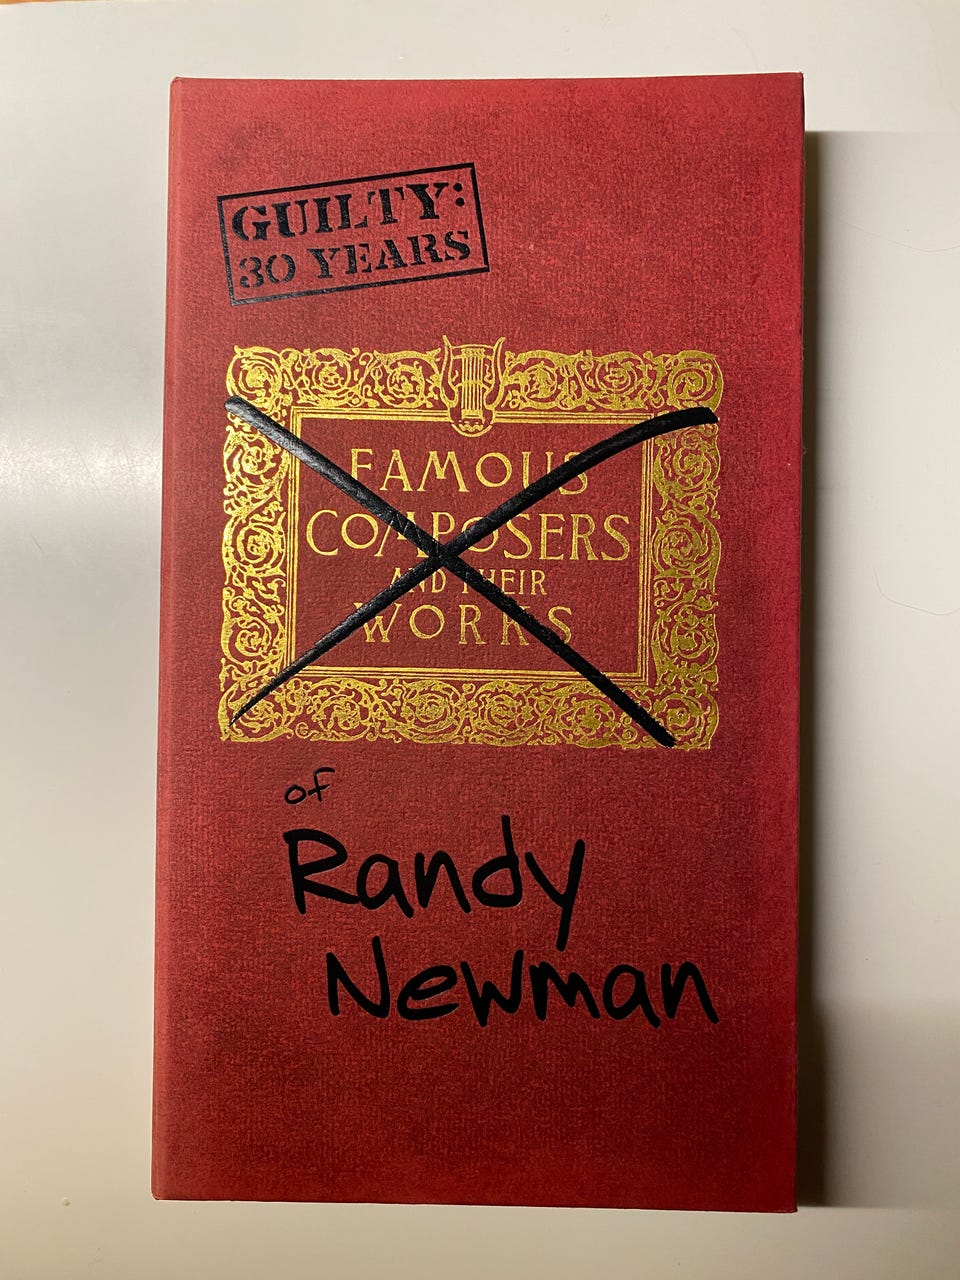 GUILTY:
30 YEARS
FAMOUS
COMPOSERS
AND THEIR
WORKS
of
Randy
Newman